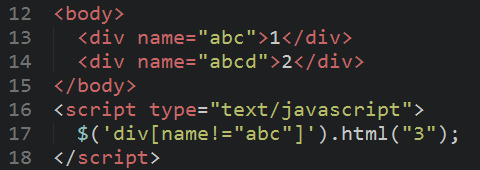 12 <body>
13   <div name="abc">1</div>
14   <div name="abcd">2</div>
15 </body>
16 <script type="text/javascript">
17   $('div[name!="abc"]').html("3");
18 </script>